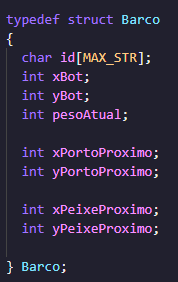 typedef struct Barco
{
char id[MAX_STR];
int xBot;
int yBot;
int pesoAtual;
int xPortoProximo;
int yPortoProximo;
int xPeixeProximo;
int yPeixeProximo;
} Barco;